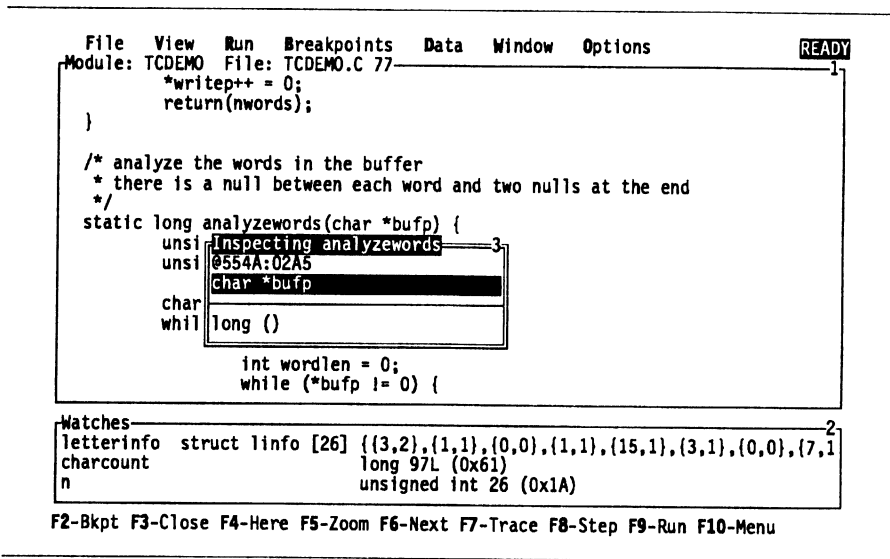 File View Run Breakpoints Data Window Options READY
Module: TCDEMO File: TCDEMO.C 77 1
*writep++ = 0;
return(nwords);
}
/* analyze the words in the buffer
* there is a null between each word and two nulls at the end
*/
static long analyzewords(char *bufp) {
unsi Inspecting analyzewords 3
unsi @554A:02A5
char *bufp
char
whil long ()
int wordlen = 0;
while (*bufp != 0) {
Watches 2
letterinfo struct linfo [26] {{3,2},{1,1},{0,0},{1,1},{15,1},{3,1},{0,0},{7,1
charcount long 97L (0x61)
n unsigned int 26 (0x1A)
F2-Bkpt F3-Close F4-Here F5-Zoom F6-Next F7-Trace F8-Step F9-Run F10-Menu